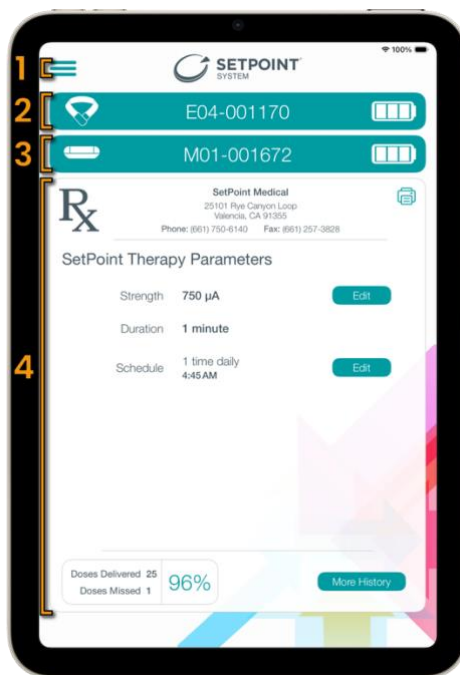 100%
1
SETPOINT
SYSTEM
2
E04-001170
3
M01-001672
4
Rx
SetPoint Medical
25101 Rye Canyon Loop
Valencia, CA 91355
Phone: (661) 750-6140 Fax: (661) 257-3828
SetPoint Therapy Parameters
Strength 750 µA Edit
Duration 1 minute
Schedule 1 time daily Edit
4:45 AM
Doses Delivered 25
Doses Missed 1
96%
More History